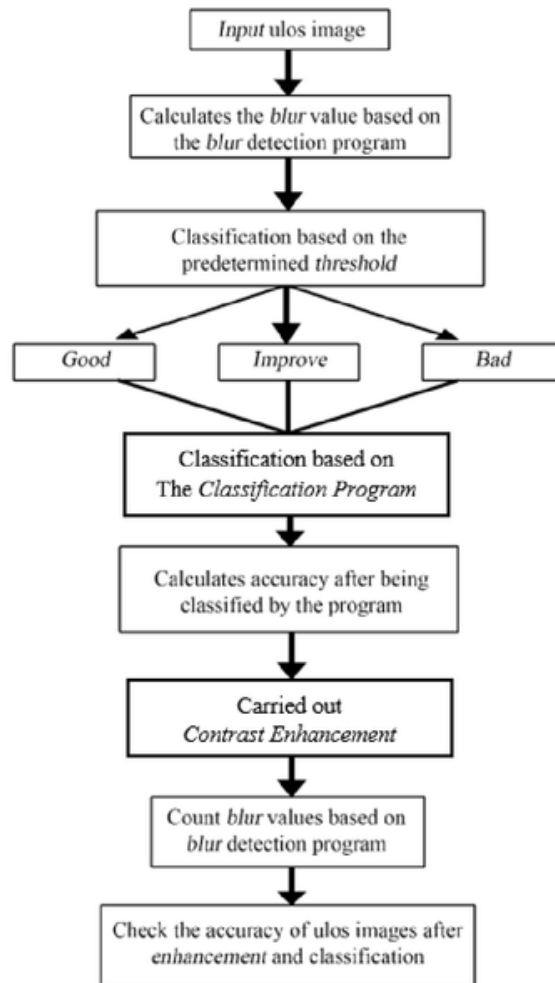 Input ulos image
Calculates the blur value based on
the blur detection program
Classification based on the
predetermined threshold
Good
Improve
Bad
Classification based on
The Classification Program
Calculates accuracy after being
classified by the program
Carried out
Contrast Enhancement
Count blur values based on
blur detection program
Check the accuracy of ulos images after
enhancement and classification